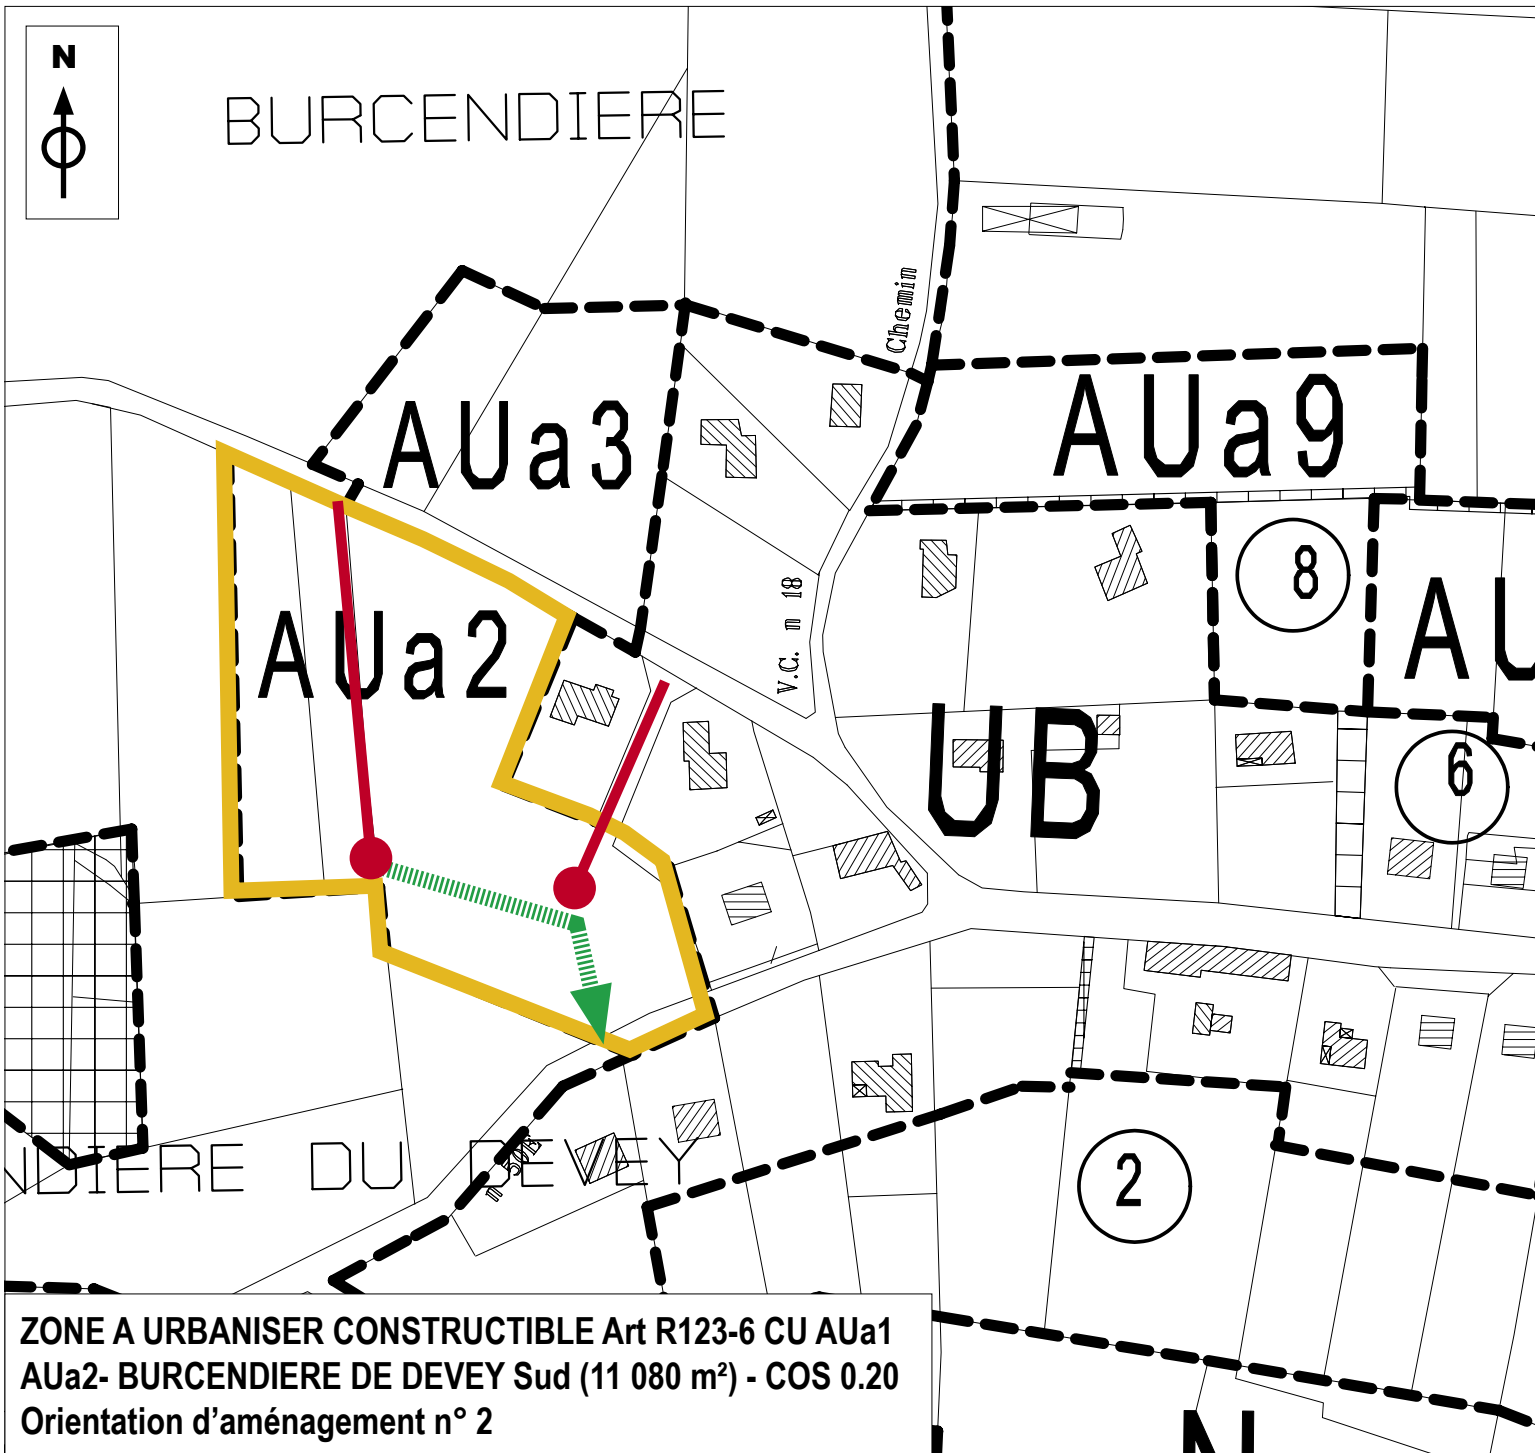 N
BURCENDIERE
Chemin
AUa3
AUa9
8
AU
AUa2
V.C. n 18
UB
6
NDIERE DU DEVEY
2
N
ZONE A URBANISER CONSTRUCTIBLE Art R123-6 CU AUa1
AUa2- BURCENDIERE DE DEVEY Sud (11 080 m²) - COS 0.20
Orientation d’aménagement n° 2